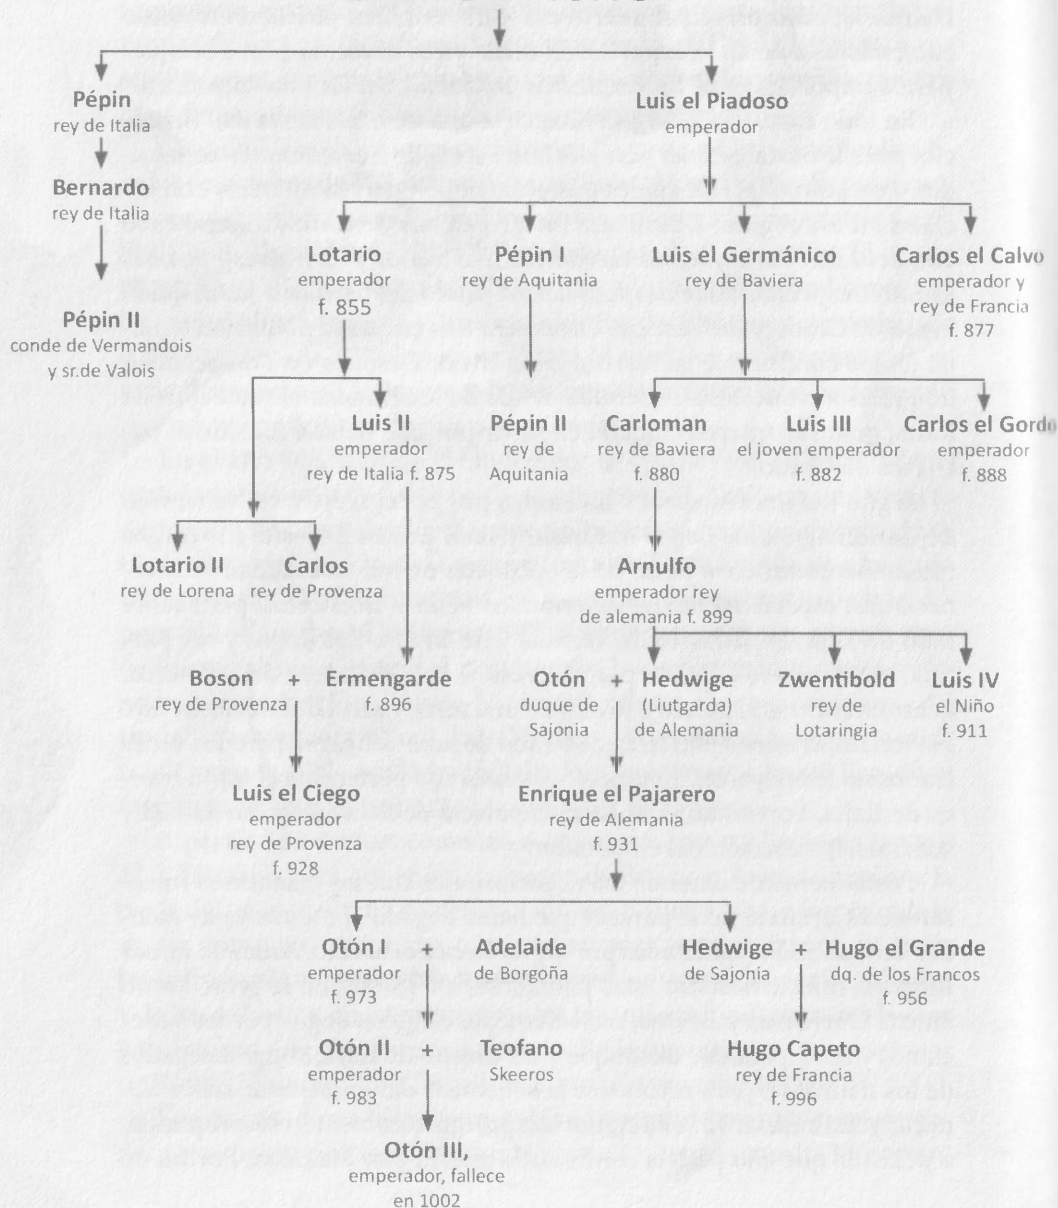 Pépin
rey de Italia
Luis el Piadoso
emperador
Bernardo
rey de Italia
Lotario
emperador
f. 855
Pépin I
rey de Aquitania
Luis el Germánico
rey de Baviera
Carlos el Calvo
emperador y
rey de Francia
f. 877
Pépin II
conde de Vermandois
y sr.de Valois
Luis II
emperador
rey de Italia f. 875
Pépin II
rey de
Aquitania
Carloman
rey de Baviera
f. 880
Luis III
el joven emperador
f. 882
Carlos el Gordo
emperador
f. 888
Lotario II
rey de Lorena
Carlos
rey de Provenza
Arnulfo
emperador rey
de alemania f. 899
Boson + Ermengarde
rey de Provenza f. 896
Otón + Hedwige
duque de (Liutgarda)
Sajonia de Alemania
Zwentibold
rey de
Lotaringia
Luis IV
el Niño
f. 911
Luis el Ciego
emperador
rey de Provenza
f. 928
Enrique el Pajarero
rey de Alemania
f. 931
Otón I + Adelaide
emperador de Borgoña
f. 973
Hedwige + Hugo el Grande
de Sajonia dq. de los Francos
f. 956
Otón II + Teofano
emperador Skeeros
f. 983
Hugo Capeto
rey de Francia
f. 996
Otón III,
emperador, fallece
en 1002